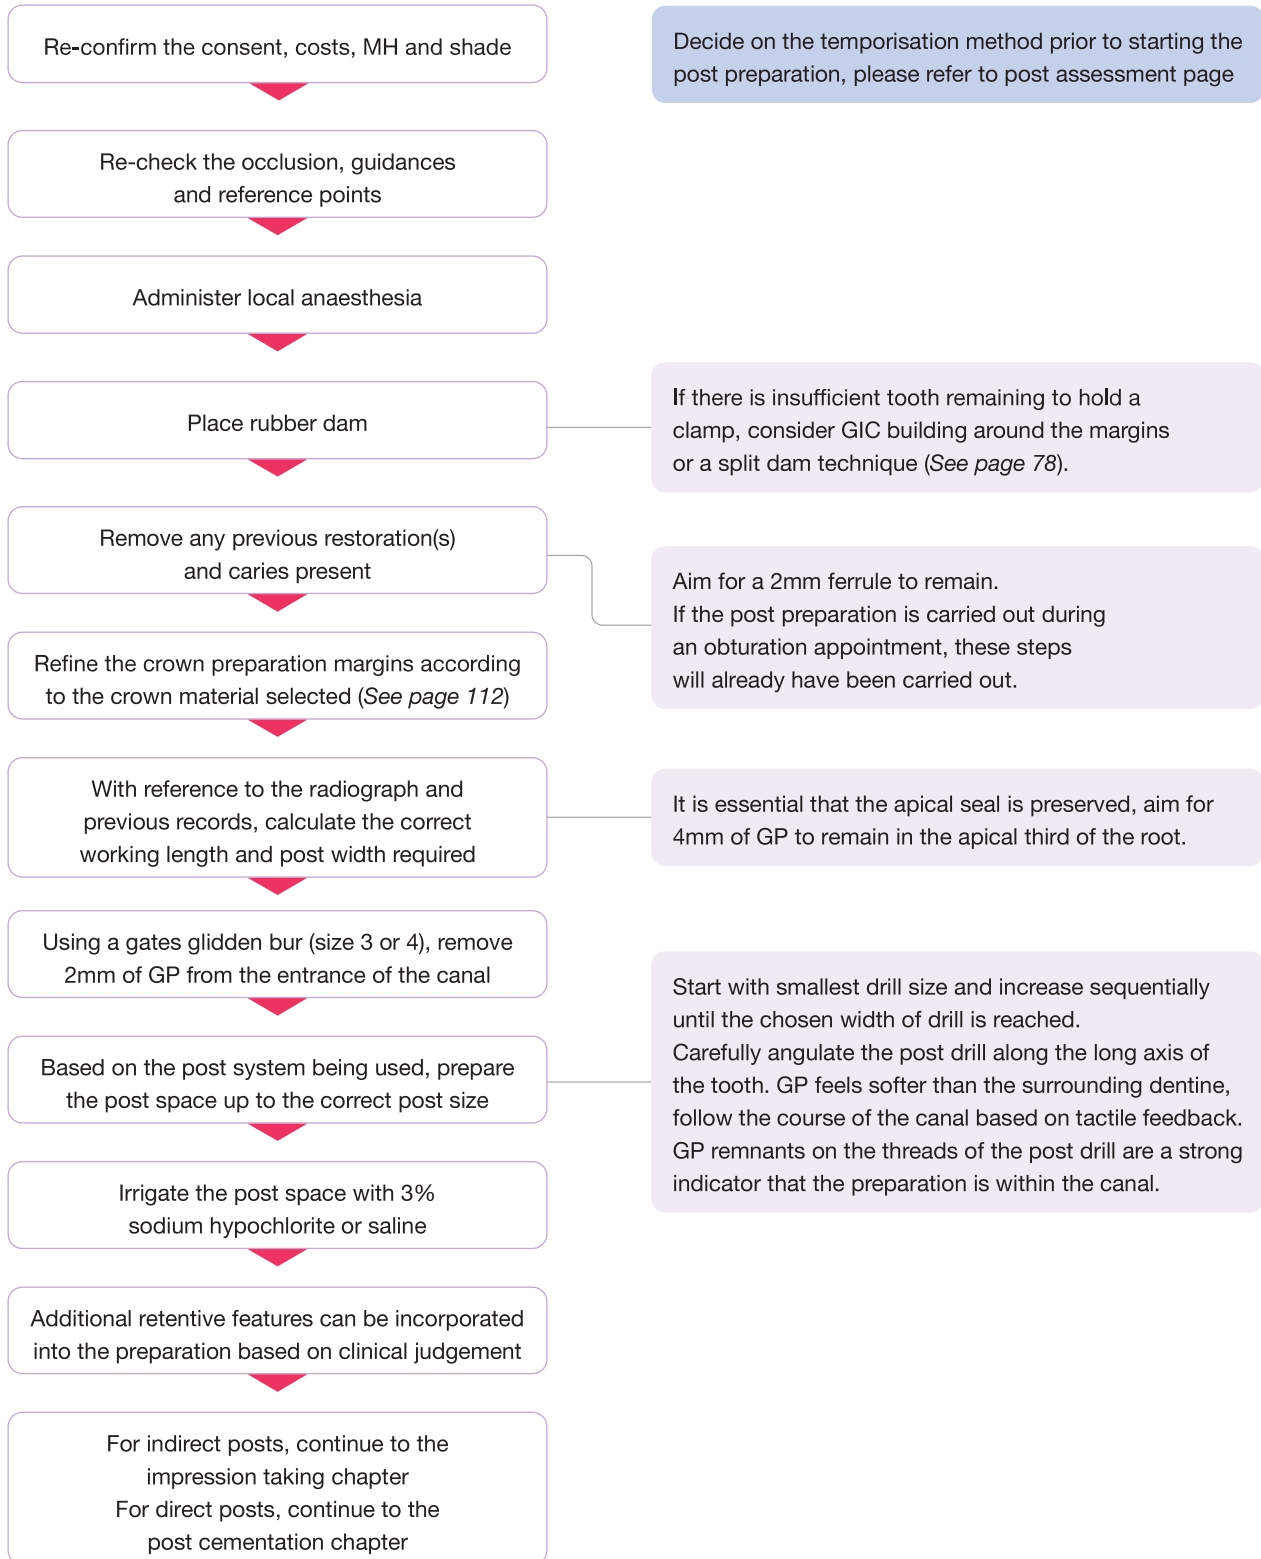 Re-confirm the consent, costs, MH and shade
Decide on the temporisation method prior to starting the
post preparation, please refer to post assessment page
Re-check the occlusion, guidances
and reference points
Administer local anaesthesia
Place rubber dam
If there is insufficient tooth remaining to hold a
clamp, consider GIC building around the margins
or a split dam technique (See page 78).
Remove any previous restoration(s)
and caries present
Aim for a 2mm ferrule to remain.
If the post preparation is carried out during
an obturation appointment, these steps
will already have been carried out.
Refine the crown preparation margins according
to the crown material selected (See page 112)
With reference to the radiograph and
previous records, calculate the correct
working length and post width required
It is essential that the apical seal is preserved, aim for
4mm of GP to remain in the apical third of the root.
Using a gates glidden bur (size 3 or 4), remove
2mm of GP from the entrance of the canal
Based on the post system being used, prepare
the post space up to the correct post size
Start with smallest drill size and increase sequentially
until the chosen width of drill is reached.
Carefully angulate the post drill along the long axis of
the tooth. GP feels softer than the surrounding dentine,
follow the course of the canal based on tactile feedback.
GP remnants on the threads of the post drill are a strong
indicator that the preparation is within the canal.
Irrigate the post space with 3%
sodium hypochlorite or saline
Additional retentive features can be incorporated
into the preparation based on clinical judgement
For indirect posts, continue to the
impression taking chapter
For direct posts, continue to the
post cementation chapter